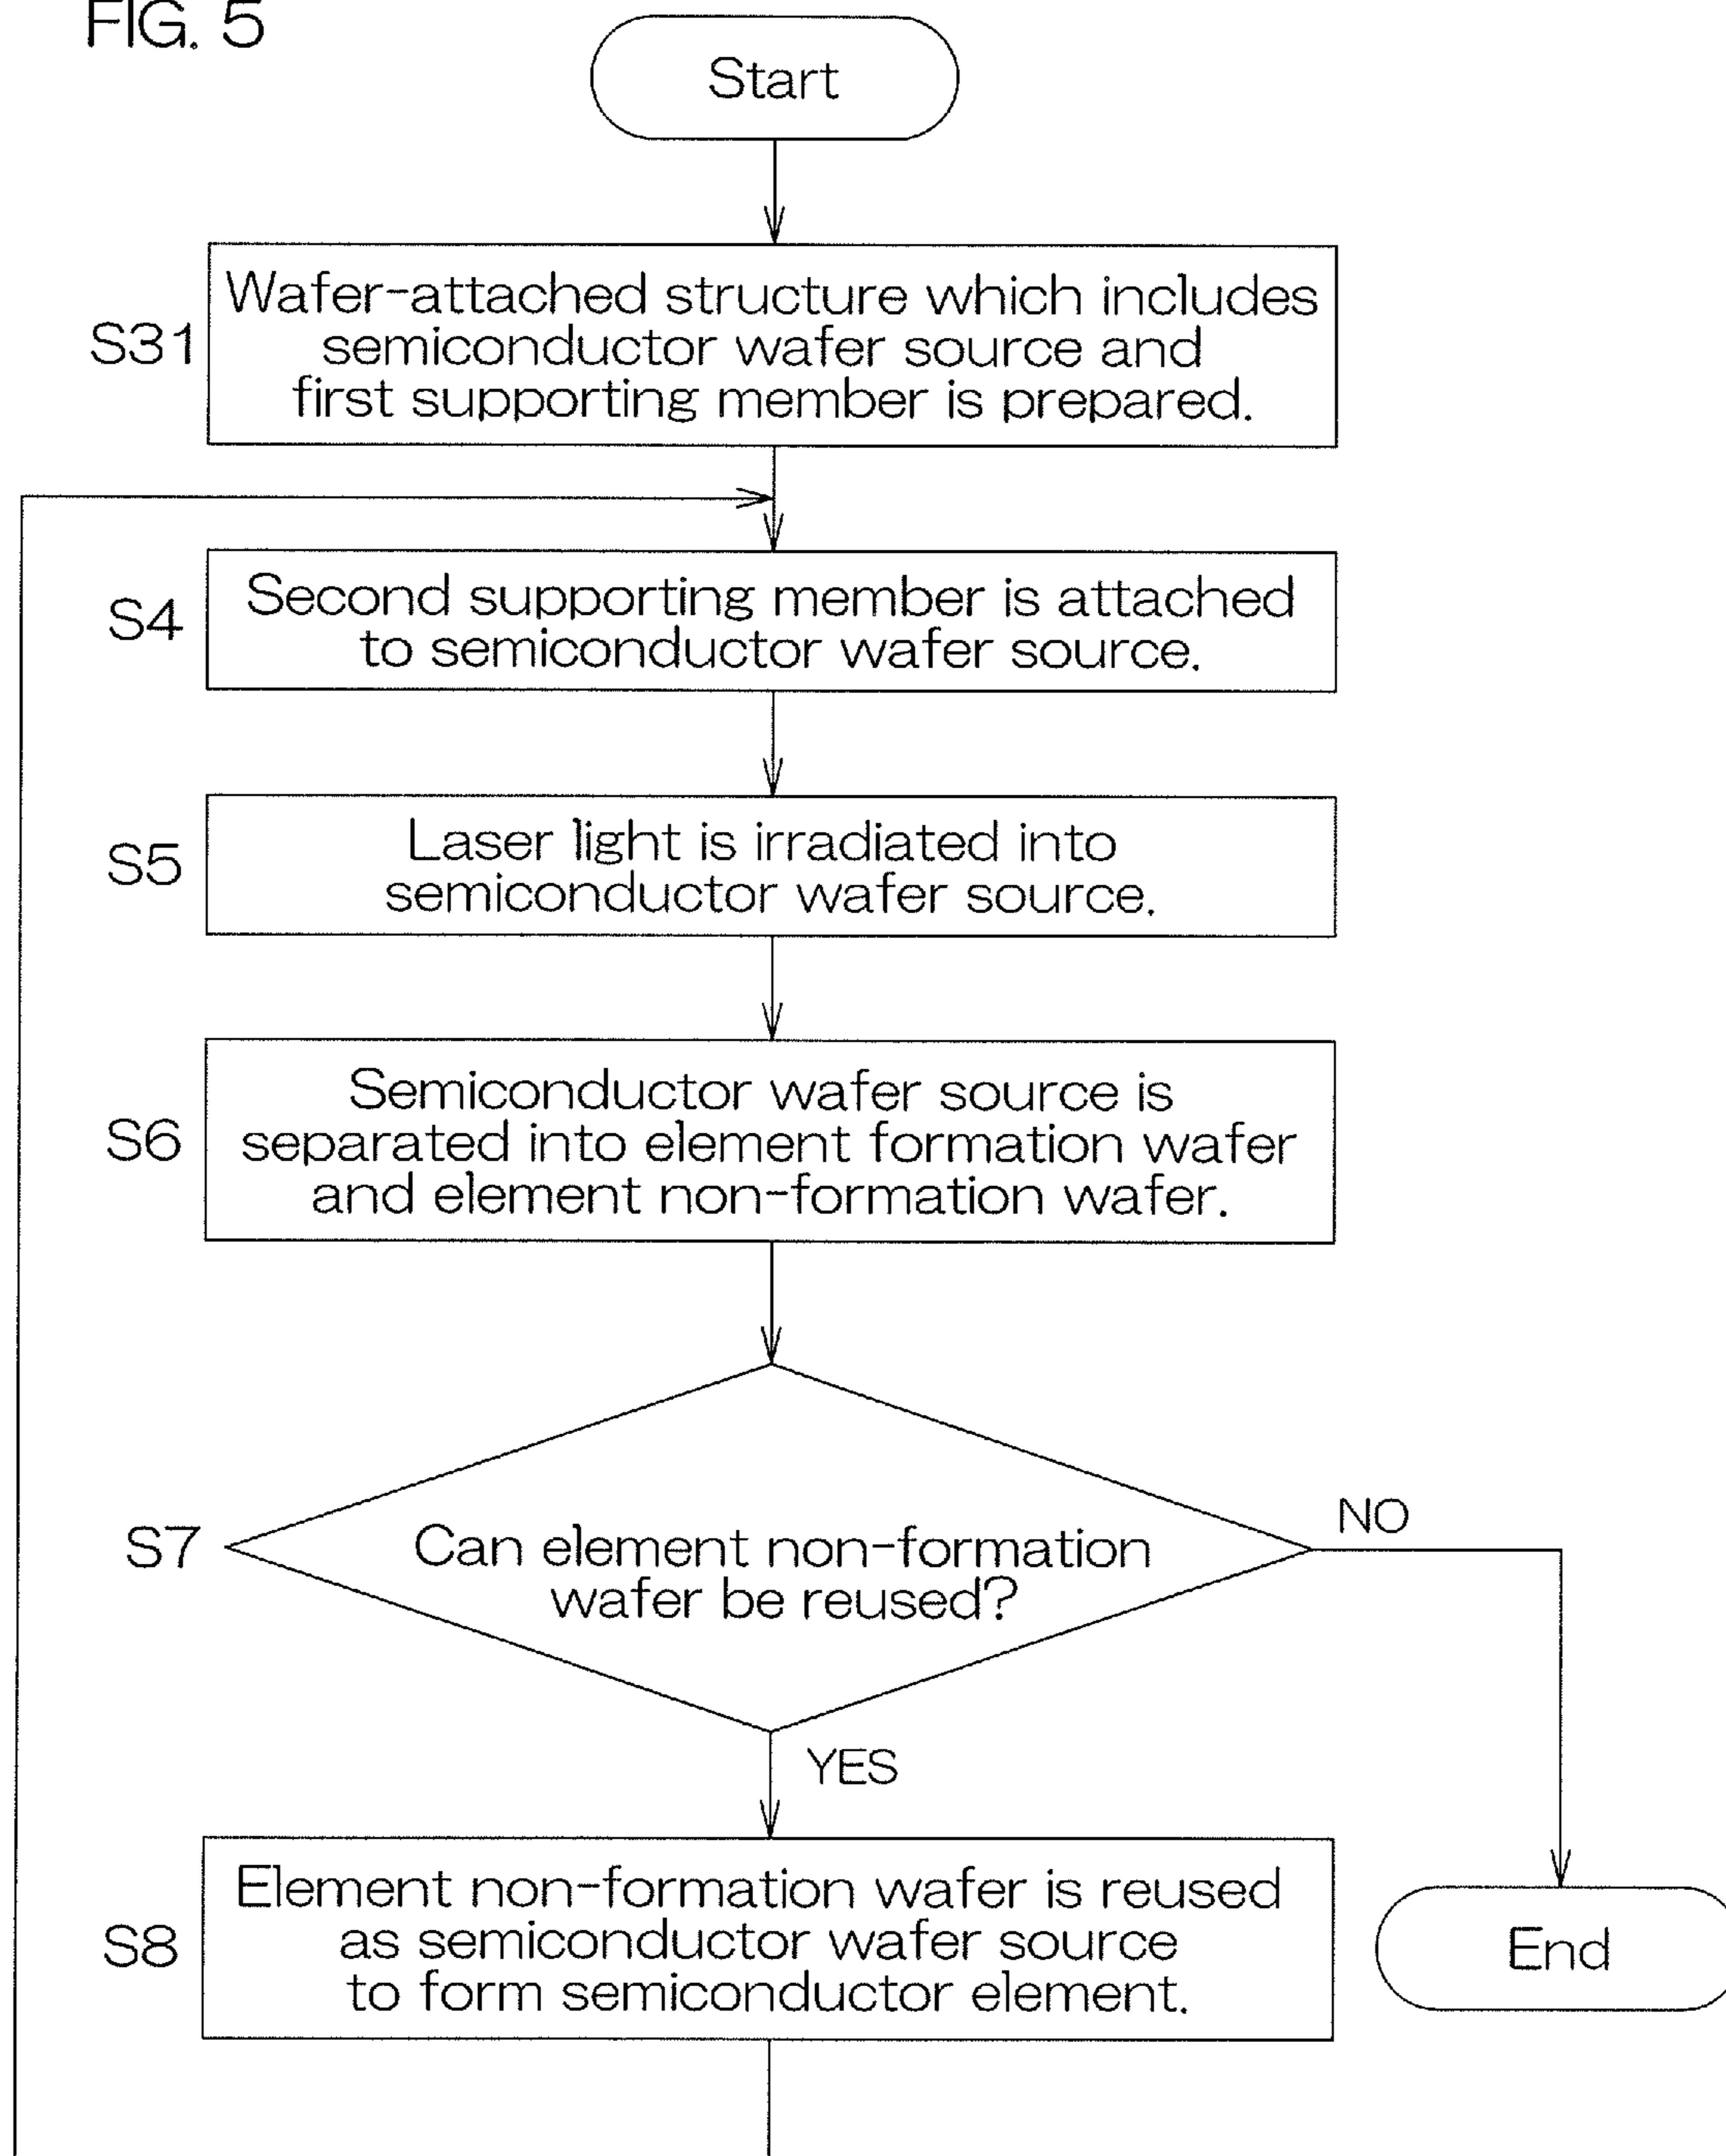 FIG. 5
Start
S31
Wafer-attached structure which includes
semiconductor wafer source and
first supporting member is prepared.
S4
Second supporting member is attached
to semiconductor wafer source.
S5
Laser light is irradiated into
semiconductor wafer source.
S6
Semiconductor wafer source is
separated into element formation wafer
and element non-formation wafer.
S7
Can element non-formation
wafer be reused?
NO
YES
S8
Element non-formation wafer is reused
as semiconductor wafer source
to form semiconductor element.
End